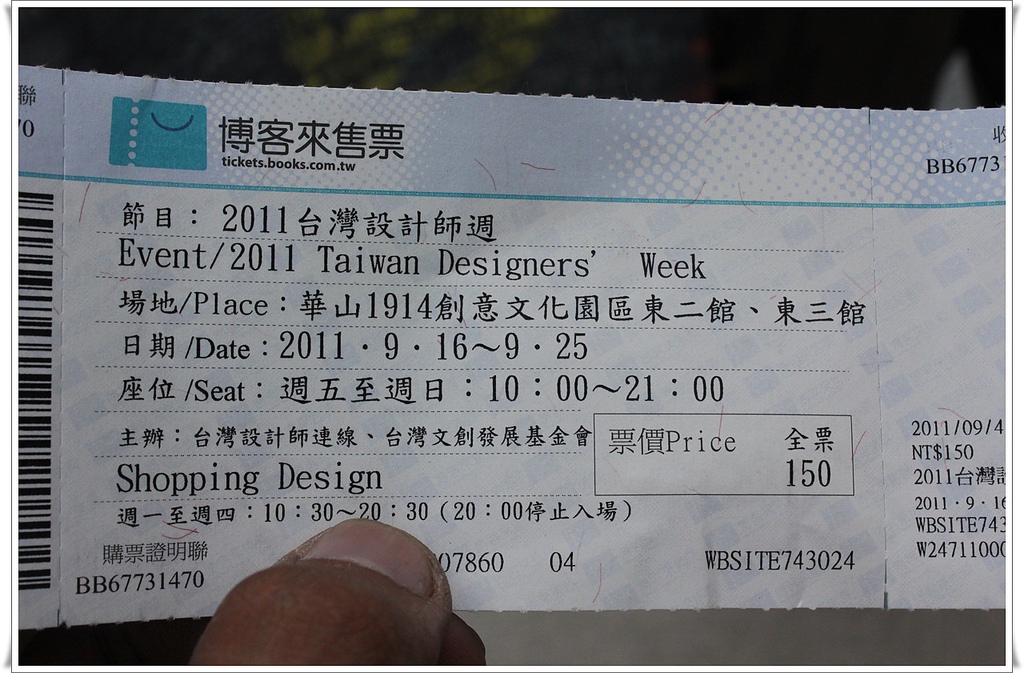 聯
70
博客來售票
tickets.books.com.tw
節目：2011台灣設計師週
Event/2011 Taiwan Designers' Week
場地/Place：華山1914創意文化園區東二館、東三館
日期/Date：2011・9・16～9・25
座位/Seat：週五至週日：10：00～21：00
主辦：台灣設計師連線、台灣文創發展基金會
Shopping Design
週一至週四：10：30～20：30（20：00停止入場）
票價Price 全票
150
購票證明聯
BB67731470
07860 04 WBSITE743024
收
BB6773
2011/09/4
NT$150
2011台灣設
2011・9・16
WBSITE743
W24711000